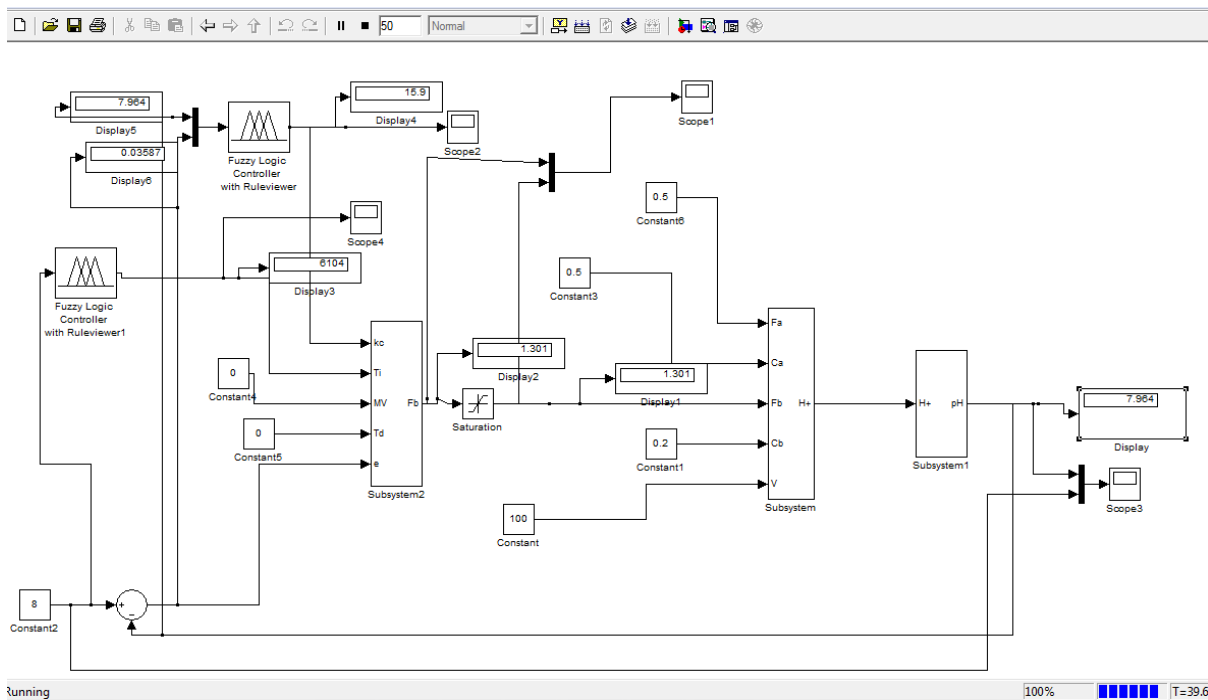 50
Normal
7.964
Display5
0.03587
Display6
Fuzzy Logic
Controller
with Ruleviewer
15.9
Display4
Scope2
Scope1
Scope4
6104
Display3
Fuzzy Logic
Controller
with Ruleviewer1
0.5
Constant6
0.5
Constant3
0
Constant4
0
Constant5
kc
Ti
MV
Td
e
Fb
Subsystem2
1.301
Display2
Saturation
1.301
Display1
0.2
Constant1
100
Constant
Fa
Ca
Fb
Cb
V
H+
Subsystem
H+
pH
Subsystem1
7.964
Display
Scope3
8
Constant2
Running
100%
T=39.6